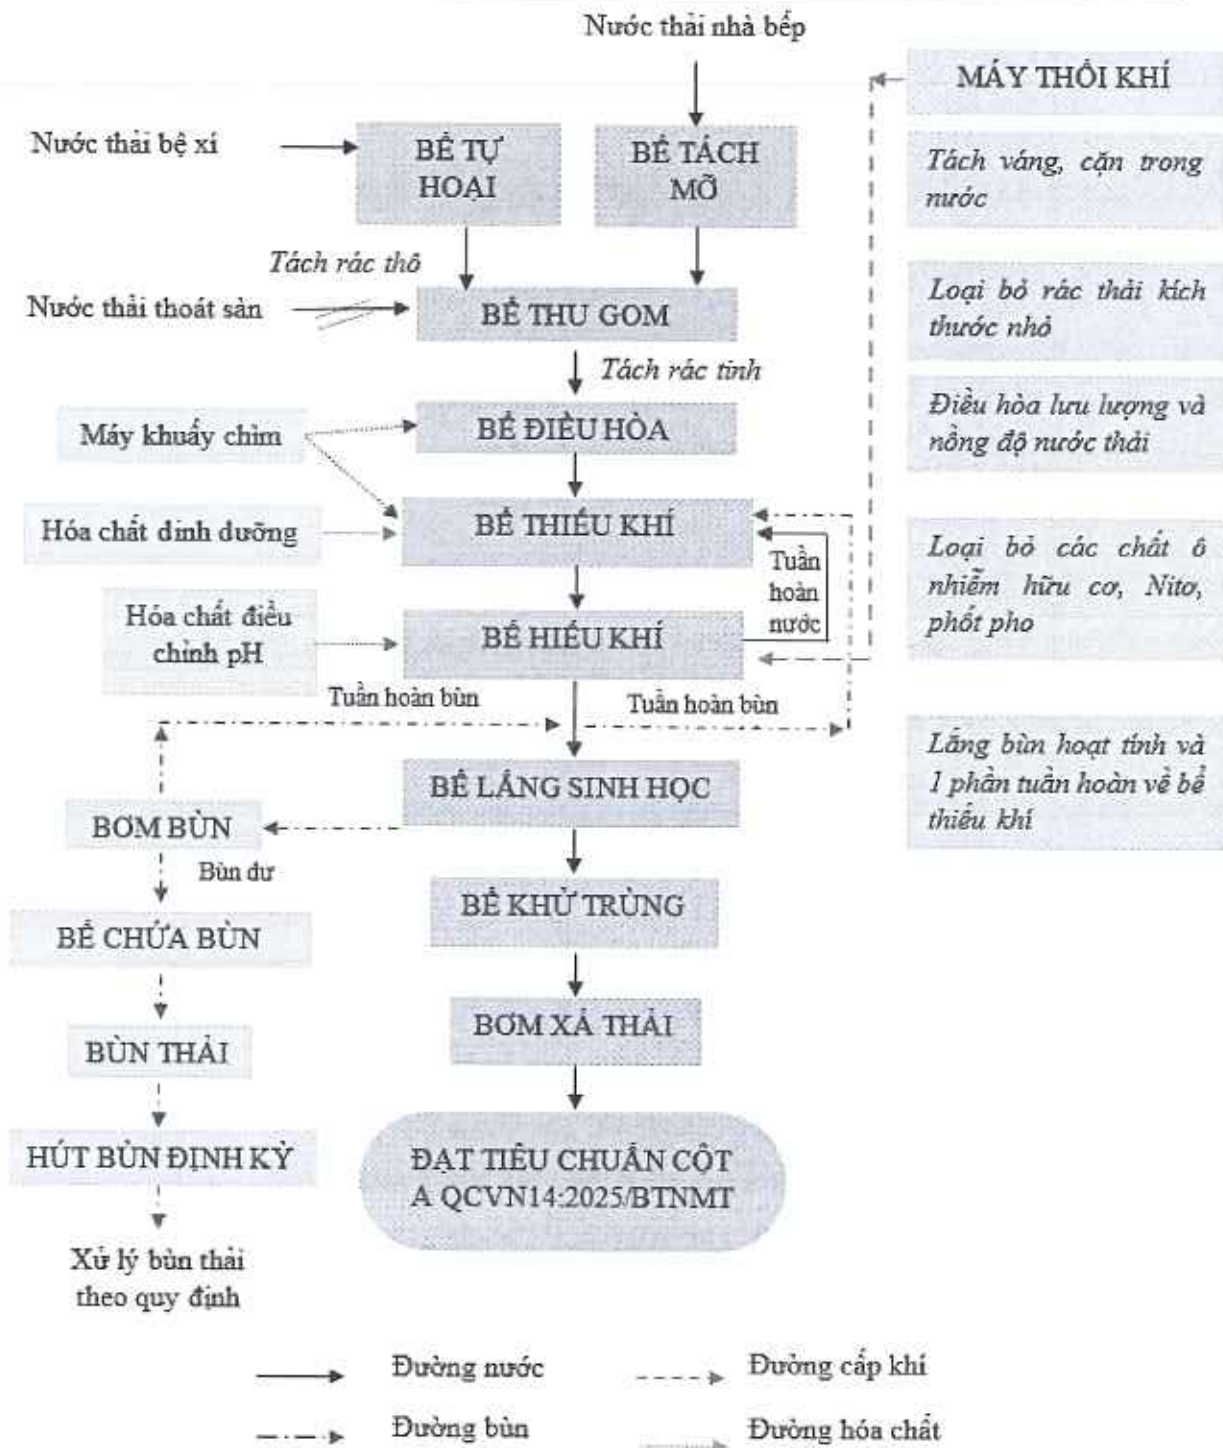 Nước thải nhà bếp
MÁY THỔI KHÍ
Nước thải bệ xí
BỂ TỰ
HOẠI
BỂ TÁCH
MỠ
Tách váng, cặn trong
nước
Tách rác thô
Nước thải thoát sàn
BỂ THU GOM
Loại bỏ rác thải kích
thước nhỏ
Tách rác tinh
Máy khuấy chìm
BỂ ĐIỀU HÒA
Điều hòa lưu lượng và
nồng độ nước thải
Hóa chất dinh dưỡng
BỂ THIẾU KHÍ
Tuần
hoàn
nước
Loại bỏ các chất ô
nhiễm hữu cơ, Nitơ,
phốt pho
Hóa chất điều
chỉnh pH
BỂ HIẾU KHÍ
Tuần hoàn bùn
Tuần hoàn bùn
BỂ LẮNG SINH HỌC
Lắng bùn hoạt tính và
1 phần tuần hoàn về bể
thiếu khí
BƠM BÙN
Bùn dư
BỂ KHỬ TRÙNG
BỂ CHỨA BÙN
BƠM XẢ THẢI
BÙN THẢI
HÚT BÙN ĐỊNH KỲ
ĐẠT TIÊU CHUẨN CỘT
A QCVN14:2025/BTNMT
Xử lý bùn thải
theo quy định
Đường nước
Đường cấp khí
Đường bùn
Đường hóa chất